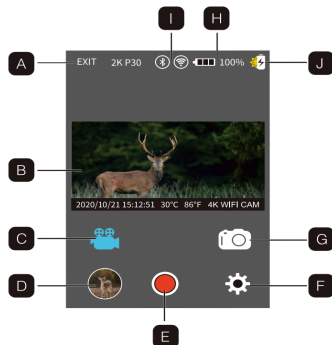 I H
A EXIT 2K P30 100% J
B
2020/10/21 15:12:51 30°C 86°F 4K WIFI CAM
C G
D F
E